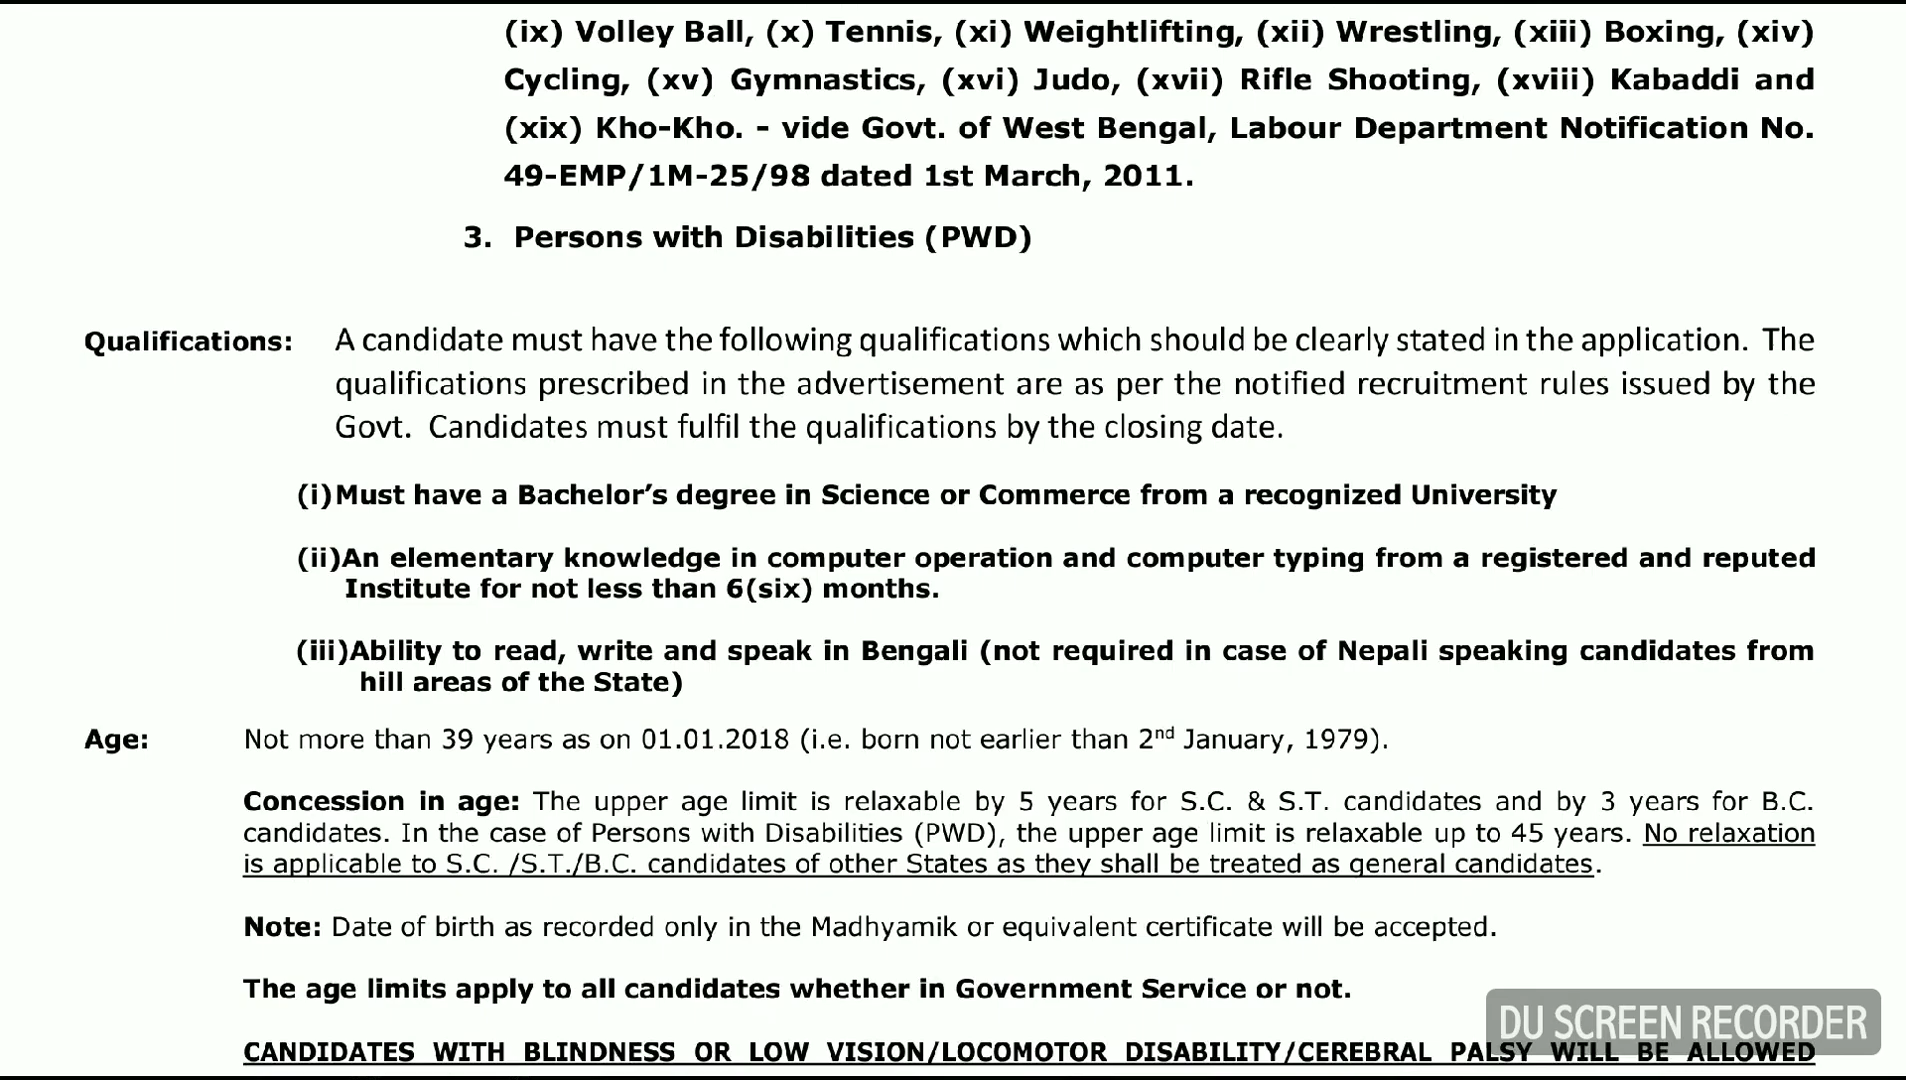 (ix) Volley Ball, (x) Tennis, (xi) Weightlifting, (xii) Wrestling, (xiii) Boxing, (xiv)
Cycling, (xv) Gymnastics, (xvi) Judo, (xvii) Rifle Shooting, (xviii) Kabaddi and
(xix) Kho-Kho. - vide Govt. of West Bengal, Labour Department Notification No.
49-EMP/1M-25/98 dated 1st March, 2011.
3. Persons with Disabilities (PWD)
Qualifications: A candidate must have the following qualifications which should be clearly stated in the application. The
qualifications prescribed in the advertisement are as per the notified recruitment rules issued by the
Govt. Candidates must fulfil the qualifications by the closing date.
(i)Must have a Bachelor's degree in Science or Commerce from a recognized University
(ii)An elementary knowledge in computer operation and computer typing from a registered and reputed
Institute for not less than 6(six) months.
(iii)Ability to read, write and speak in Bengali (not required in case of Nepali speaking candidates from
hill areas of the State)
Age: Not more than 39 years as on 01.01.2018 (i.e. born not earlier than 2nd January, 1979).
Concession in age: The upper age limit is relaxable by 5 years for S.C. & S.T. candidates and by 3 years for B.C.
candidates. In the case of Persons with Disabilities (PWD), the upper age limit is relaxable up to 45 years. No relaxation
is applicable to S.C. /S.T./B.C. candidates of other States as they shall be treated as general candidates.
Note: Date of birth as recorded only in the Madhyamik or equivalent certificate will be accepted.
The age limits apply to all candidates whether in Government Service or not.
DU SCREEN RECORDER
CANDIDATES WITH BLINDNESS OR LOW VISION/LOCOMOTOR DISABILITY/CEREBRAL PALSY WILL BE ALLOWED